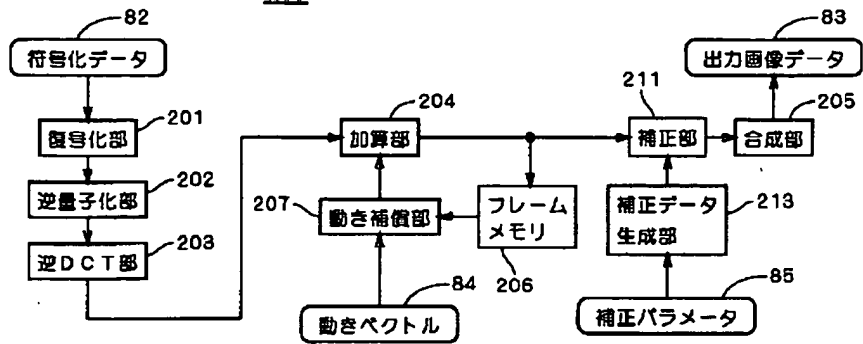 82
符号化データ
201
復号化部
202
逆量子化部
203
逆DCT部
204
加算部
207
動き補償部
フレーム
メモリ
206
84
動きベクトル
211
補正部
205
合成部
83
出力画像データ
補正データ
生成部
213
85
補正パラメータ